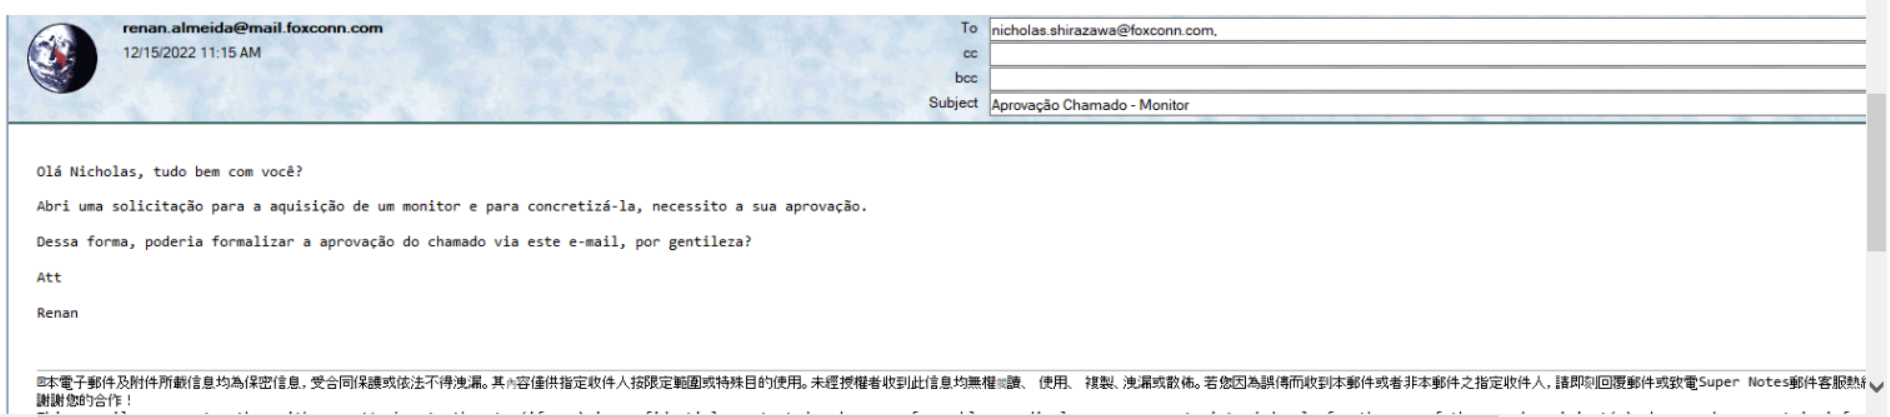 renan.almeida@mail.foxconn.com
12/15/2022 11:15 AM
To nicholas.shirazawa@foxconn.com,
cc
bcc
Subject Aprovação Chamado - Monitor
Olá Nicholas, tudo bem com você?
Abri uma solicitação para a aquisição de um monitor e para concretizá-la, necessito a sua aprovação.
Dessa forma, poderia formalizar a aprovação do chamado via este e-mail, por gentileza?
Att
Renan
本電子郵件及附件所載信息均為保密信息,受合同保護或依法不得洩漏。其內容僅供指定收件人按限定範圍或特殊目的使用。未經授權者收到此信息均無權閱讀、 使用、 複製、洩漏或散佈。若您因為誤傳而收到本郵件或者非本郵件之指定收件人,請即刻回覆郵件或致電Super Notes郵件客服熱
謝謝您的合作!